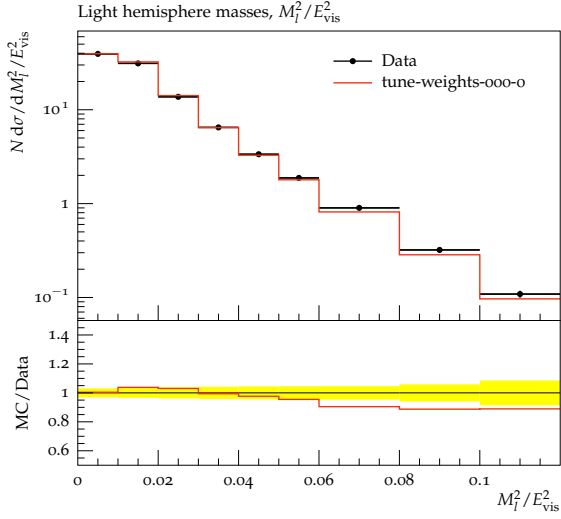 Light hemisphere masses, M_l^2/E_vis^2
N dσ/dM_l^2/E_vis^2
Data
tune-weights-000-0
10^1
1
10^−1
MC/Data
1.4
1.2
1
0.8
0.6
0 0.02 0.04 0.06 0.08 0.1
M_l^2/E_vis^2